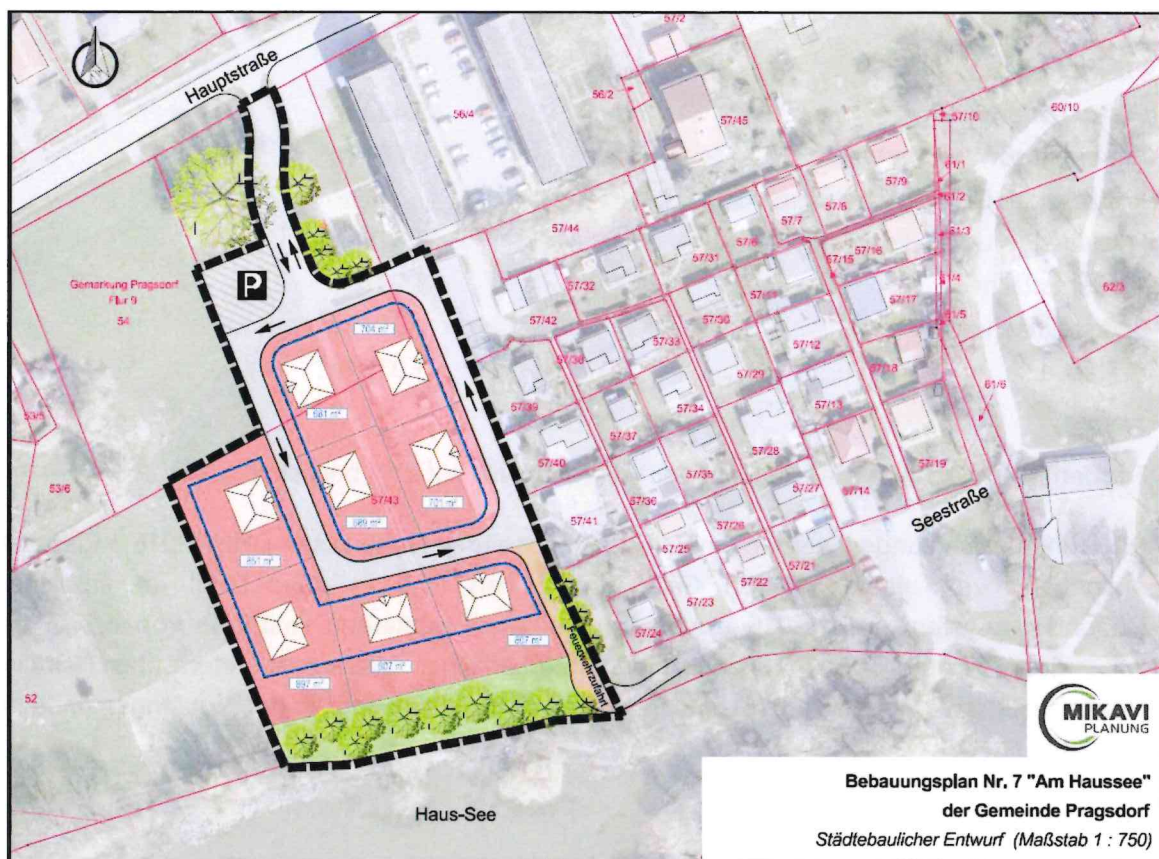 57/2
Hauptstraße
56/2
56/4
57/45
60/10
57/16
57/9
61/1
57/8
57/7
61/2
57/6
57/44
57/16
61/3
57/31
57/15
Gemarkung Pragsdorf
Flur 9
54
P
57/32
57/11
57/17
61/4
62/3
57/42
57/30
61/5
704 m²
57/33
57/12
57/38
57/18
57/29
61/6
57/39
57/34
57/13
53/5
681 m²
57/37
57/40
57/28
57/19
53/6
57/35
57/43
721 m²
57/27
57/14
57/36
689 m²
57/41
57/26
Seestraße
57/25
851 m²
57/21
57/22
57/23
57/24
807 m²
Feuerwehrzufahrt
52
897 m²
MIKAVI
PLANUNG
Bebauungsplan Nr. 7 "Am Haussee"
der Gemeinde Pragsdorf
Haus-See
Städtebaulicher Entwurf (Maßstab 1 : 750)